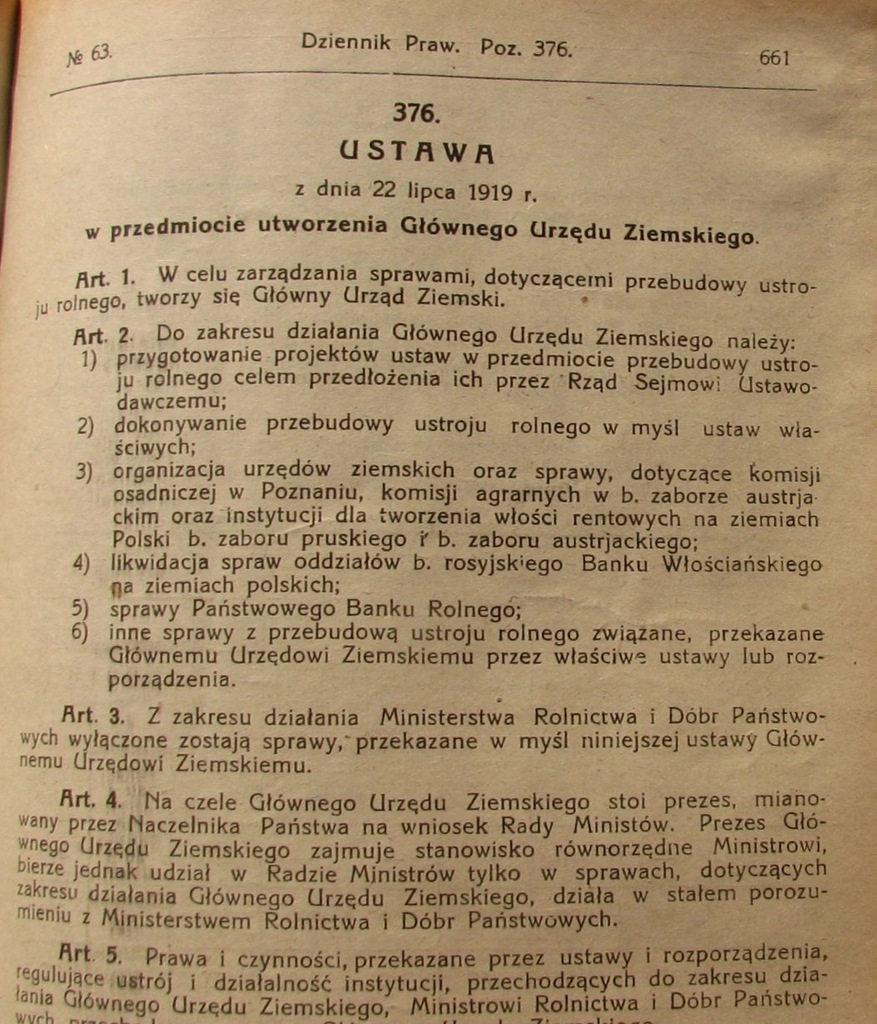 № 63.
Dziennik Praw. Poz. 376.
661
376.
USTAWA
z dnia 22 lipca 1919 r.
w przedmiocie utworzenia Głównego Urzędu Ziemskiego.
Art. 1. W celu zarządzania sprawami, dotyczącemi przebudowy ustro-
ju rolnego, tworzy się Główny Urząd Ziemski.
Art. 2. Do zakresu działania Głównego Urzędu Ziemskiego należy:
1) przygotowanie projektów ustaw w przedmiocie przebudowy ustro-
ju rolnego celem przedłożenia ich przez Rząd Sejmowi Ustawo-
dawczemu;
2) dokonywanie przebudowy ustroju rolnego w myśl ustaw wła-
ściwych;
3) organizacja urzędów ziemskich oraz sprawy, dotyczące komisji
osadniczej w Poznaniu, komisji agrarnych w b. zaborze austrja-
ckim oraz instytucji dla tworzenia włości rentowych na ziemiach
Polski b. zaboru pruskiego i b. zaboru austrjackiego;
4) likwidacja spraw oddziałów b. rosyjskiego Banku Włościańskiego
na ziemiach polskich;
5) sprawy Państwowego Banku Rolnego;
6) inne sprawy z przebudową ustroju rolnego związane, przekazane
Głównemu Urzędowi Ziemskiemu przez właściwe ustawy lub roz-
porządzenia.
Art. 3. Z zakresu działania Ministerstwa Rolnictwa i Dóbr Państwo-
wych wyłączone zostają sprawy, przekazane w myśl niniejszej ustawy Głów-
nemu Urzędowi Ziemskiemu.
Art. 4. Na czele Głównego Urzędu Ziemskiego stoi prezes, miano-
wany przez Naczelnika Państwa na wniosek Rady Ministów. Prezes Głó-
wnego Urzędu Ziemskiego zajmuje stanowisko równorzędne Ministrowi,
bierze jednak udział w Radzie Ministrów tylko w sprawach, dotyczących
zakresu działania Głównego Urzędu Ziemskiego, działa w stałem porozu-
mieniu z Ministerstwem Rolnictwa i Dóbr Państwowych.
Art. 5. Prawa i czynności, przekazane przez ustawy i rozporządzenia,
regulujące ustrój i działalność instytucji, przechodzących do zakresu dzia-
łania Głównego Urzędu Ziemskiego, Ministrowi Rolnictwa i Dóbr Państwo-